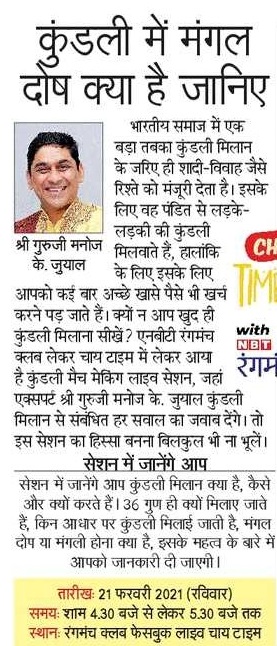 कुंडली में मंगल
दोष क्या है जानिए
भारतीय समाज में एक
बड़ा तबका कुंडली मिलान
के जरिए ही शादी-विवाह जैसे
रिश्ते को मंजूरी देता है। इसके
लिए वह पंडित से लड़के-
लड़की की कुंडली
मिलवाते हैं, हालांकि
के लिए इसके लिए
श्री गुरुजी मनोज
के. जुयाल
आपको कई बार अच्छे खासे पैसे भी खर्च
करने पड़ जाते हैं। क्यों न आप खुद ही
कुंडली मिलाना सीखें? एनबीटी रंगमंच
क्लब लेकर चाय टाइम में लेकर आया
है कुंडली मैच मेकिंग लाइव सेशन, जहां
एक्सपर्ट श्री गुरुजी मनोज के. जुयाल कुंडली
मिलान से संबंधित हर सवाल का जवाब देंगे। तो
इस सेशन का हिस्सा बनना बिलकुल भी ना भूलें।
CH
TIM
with
NBT
रंगमं
सेशन में जानेंगे आप
सेशन में जानेंगे आप कुंडली मिलान क्या है, कैसे
और क्यों करते हैं। 36 गुण ही क्यों मिलाए जाते
हैं, किन आधार पर कुंडली मिलाई जाती है, मंगल
दोप या मंगली होना क्या है, इसके महत्व के बारे में
आपको जानकारी दी जाएगी।
तारीख: 21 फरवरी 2021 (रविवार)
समय: शाम 4.30 बजे से लेकर 5.30 बजे तक
स्थान: रंगमंच क्लब फेसबुक लाइव चाय टाइम